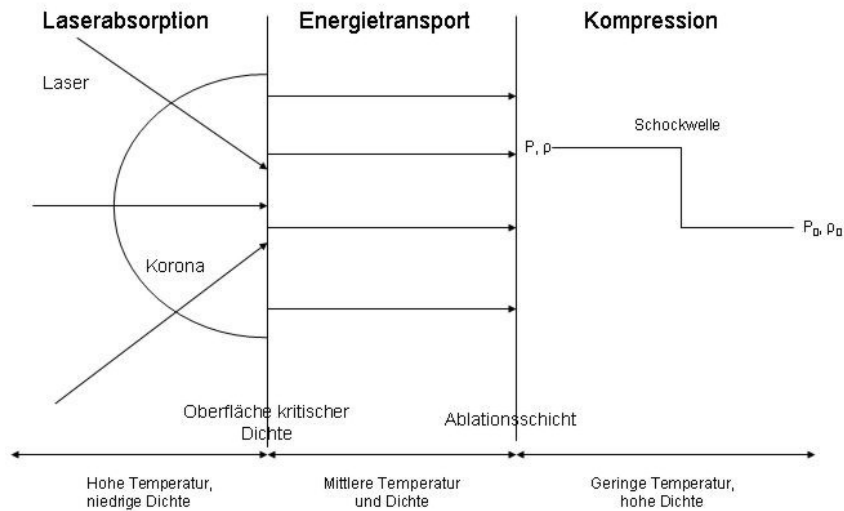 Laserabsorption
Energietransport
Kompression
Laser
Schockwelle
P, ρ
P₀, ρ₀
Korona
Oberfläche kritischer
Dichte
Ablationsschicht
Hohe Temperatur,
niedrige Dichte
Mittlere Temperatur
und Dichte
Geringe Temperatur,
hohe Dichte